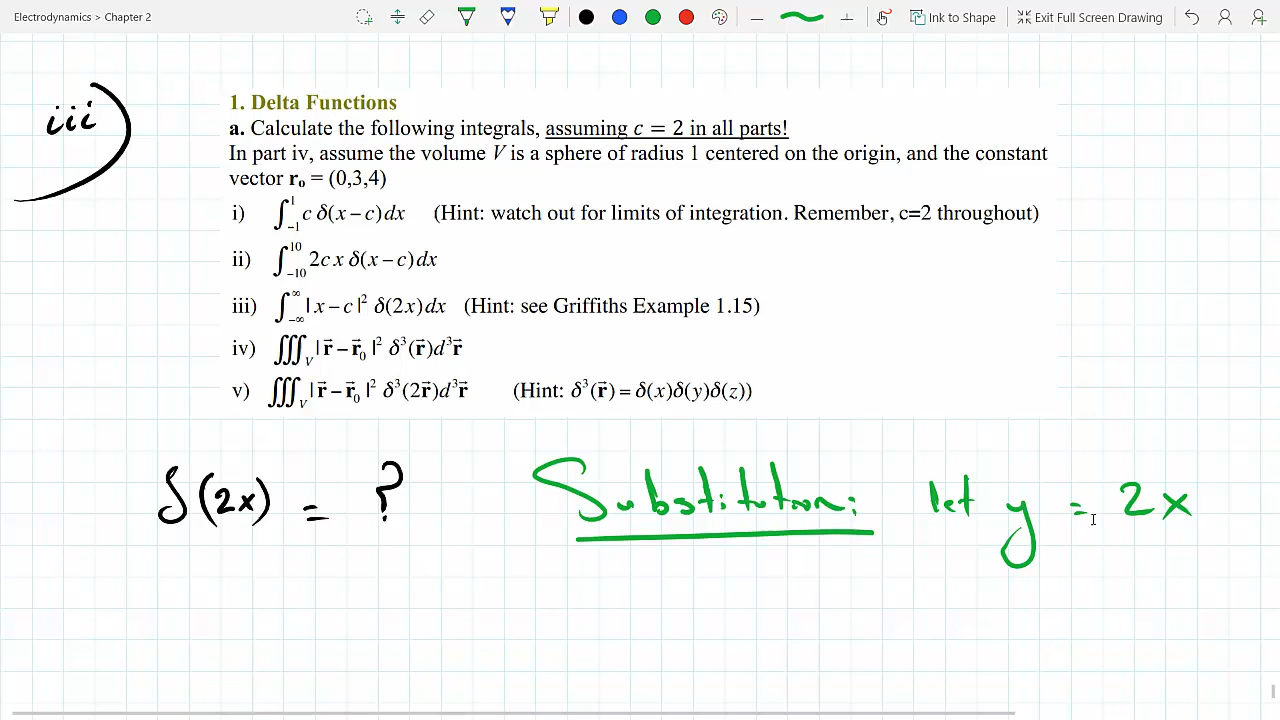 Electrodynamics > Chapter 2
Ink to Shape
Exit Full Screen Drawing
iii)
1. Delta Functions
a. Calculate the following integrals, assuming c = 2 in all parts!
In part iv, assume the volume V is a sphere of radius 1 centered on the origin, and the constant
vector r₀ = (0,3,4)
i) ∫₋₁¹ c δ(x−c)dx (Hint: watch out for limits of integration. Remember, c=2 throughout)
ii) ∫₋₁₀¹⁰ 2c x δ(x−c)dx
iii) ∫₋∞^∞ |x−c|² δ(2x)dx (Hint: see Griffiths Example 1.15)
iv) ∭_V |r⃗−r⃗₀|² δ³(r⃗)d³r⃗
v) ∭_V |r⃗−r⃗₀|² δ³(2r⃗)d³r⃗ (Hint: δ³(r⃗) = δ(x)δ(y)δ(z))
δ(2x) = ? Substitution: let y = 2x